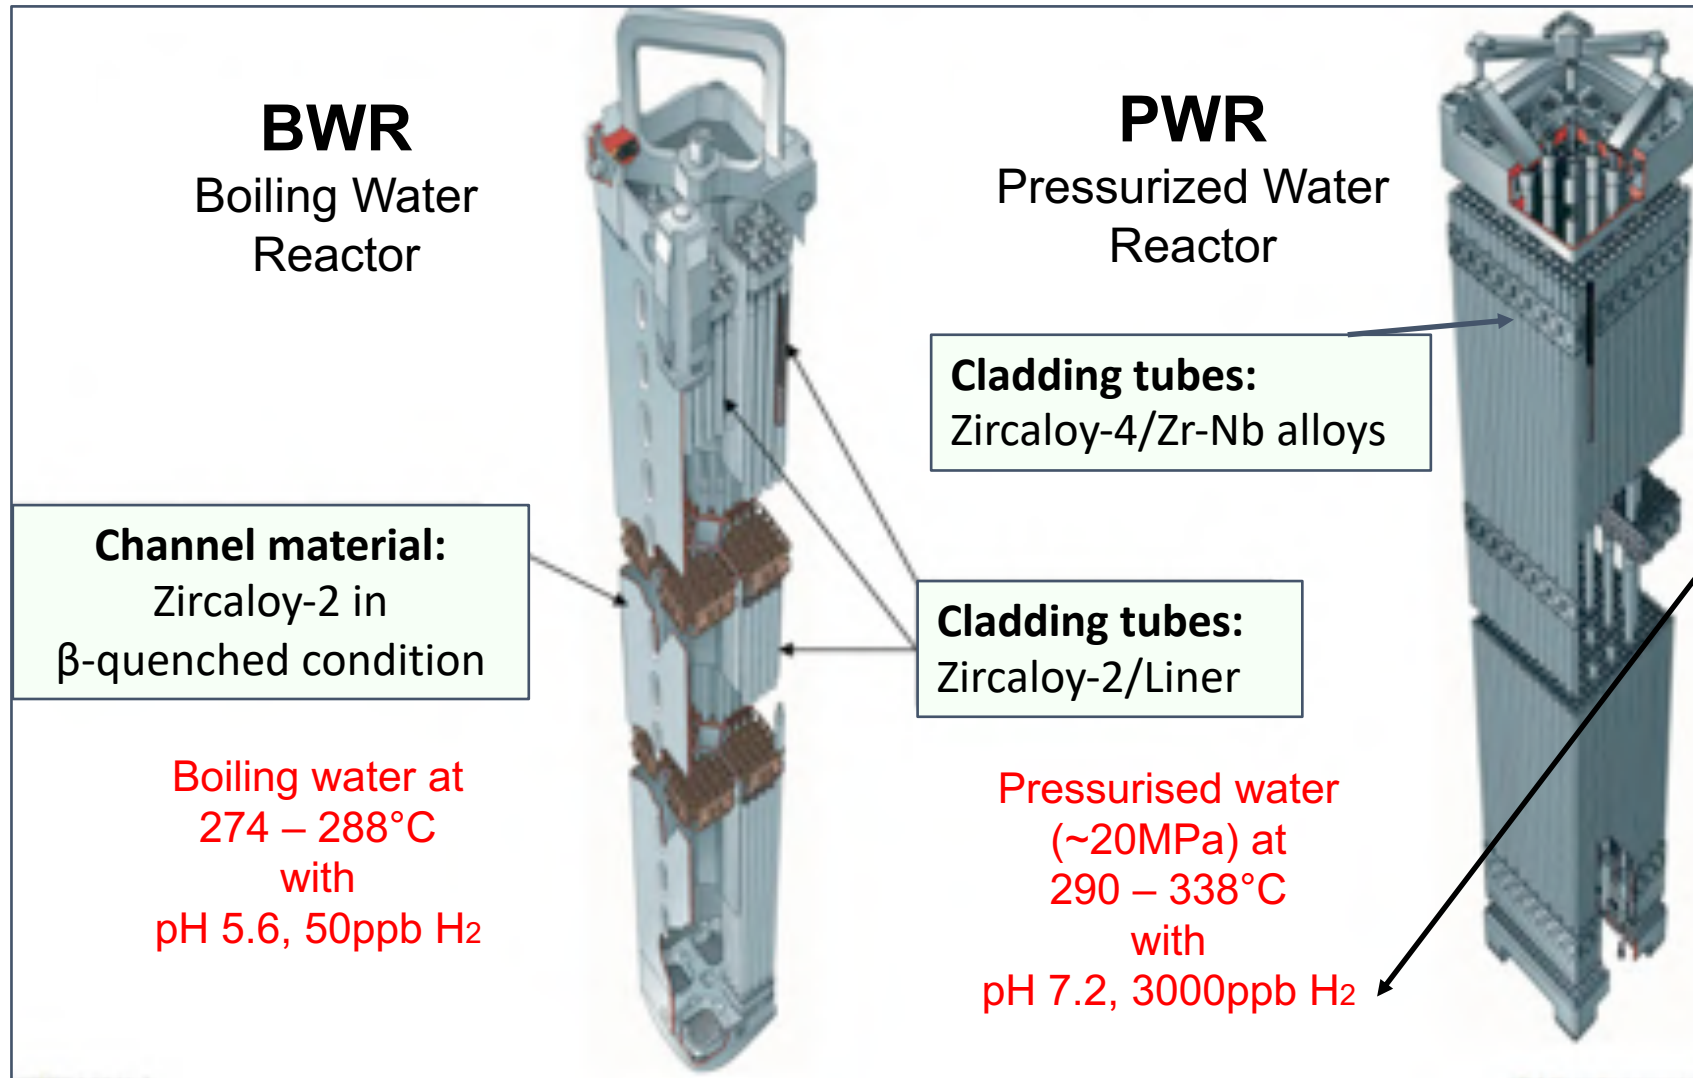 BWR
Boiling Water
Reactor
PWR
Pressurized Water
Reactor
Cladding tubes:
Zircaloy-4/Zr-Nb alloys
Channel material:
Zircaloy-2 in
β-quenched condition
Cladding tubes:
Zircaloy-2/Liner
Boiling water at
274 – 288°C
with
pH 5.6, 50ppb H2
Pressurised water
(~20MPa) at
290 – 338°C
with
pH 7.2, 3000ppb H2